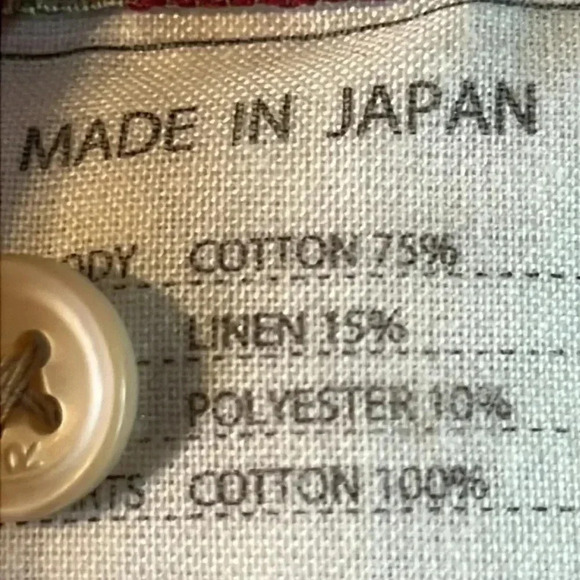 MADE IN JAPAN
COTTON 75%
LINEN 15%
POLYESTER 10%
COTTON 100%
R